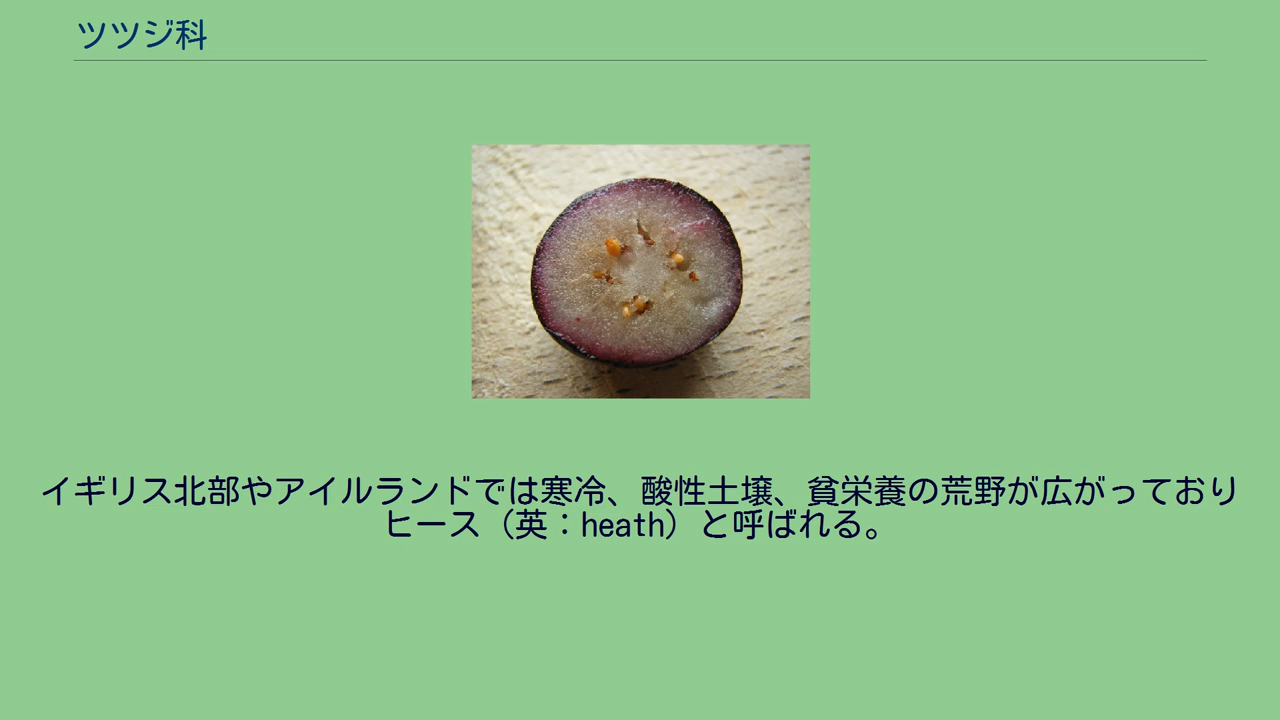 ツツジ科
イギリス北部やアイルランドでは寒冷、酸性土壌、貧栄養の荒野が広がっており
ヒース（英：heath）と呼ばれる。